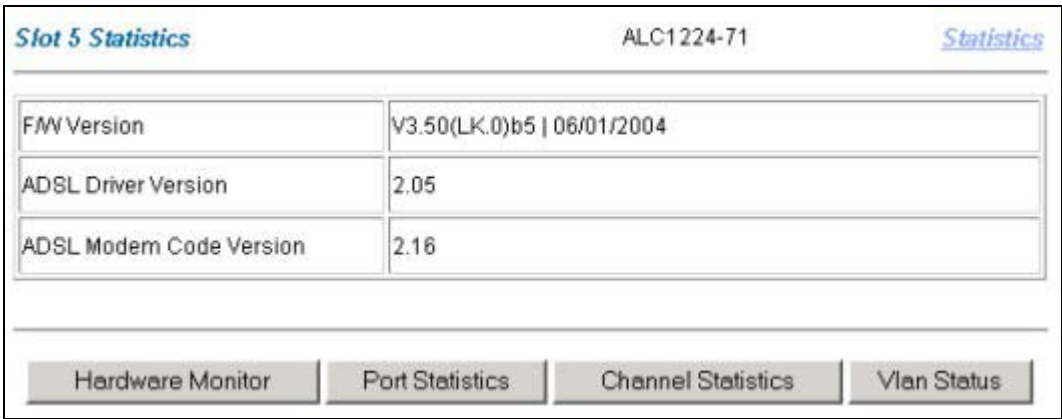 Slot 5 Statistics ALC1224-71 Statistics
F/W Version V3.50(LK.0)b5 | 06/01/2004
ADSL Driver Version 2.05
ADSL Modem Code Version 2.16
Hardware Monitor Port Statistics Channel Statistics Vlan Status